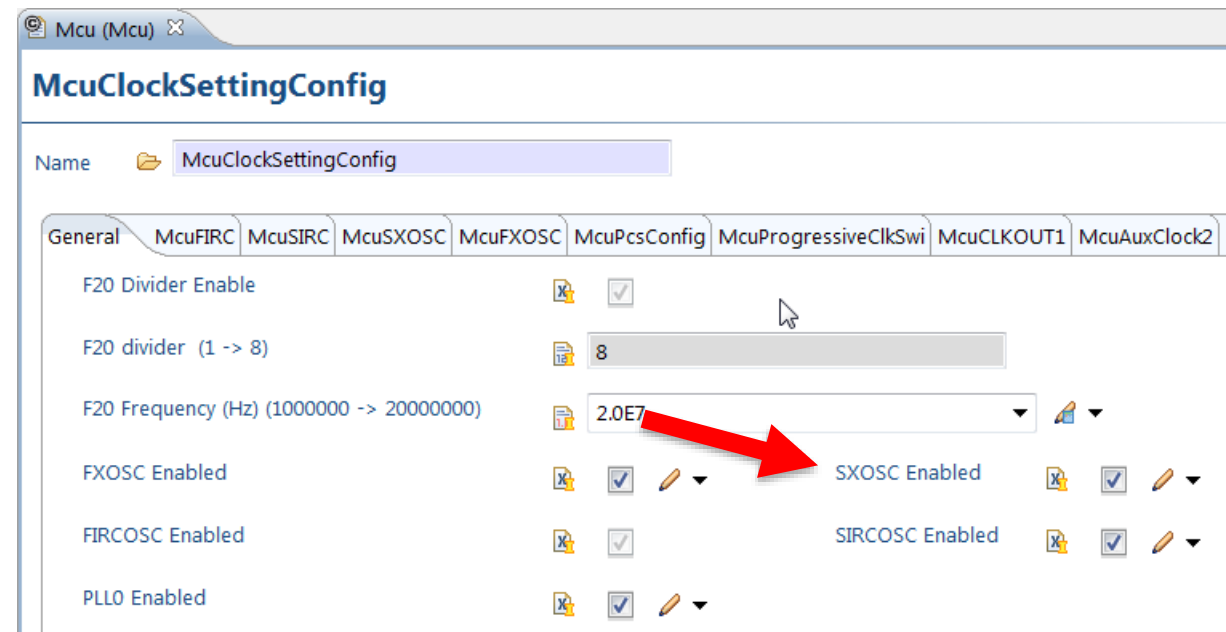 Mcu (Mcu)
McuClockSettingConfig
Name McuClockSettingConfig
General McuFIRC McuSIRC McuSXOSC McuFXOSC McuPcsConfig McuProgressiveClkSwi McuCLKOUT1 McuAuxClock2
F20 Divider Enable
F20 divider (1 -> 8) 8
F20 Frequency (Hz) (1000000 -> 20000000) 2.0E7
FXOSC Enabled SXOSC Enabled
FIRCOSC Enabled SIRCOSC Enabled
PLL0 Enabled